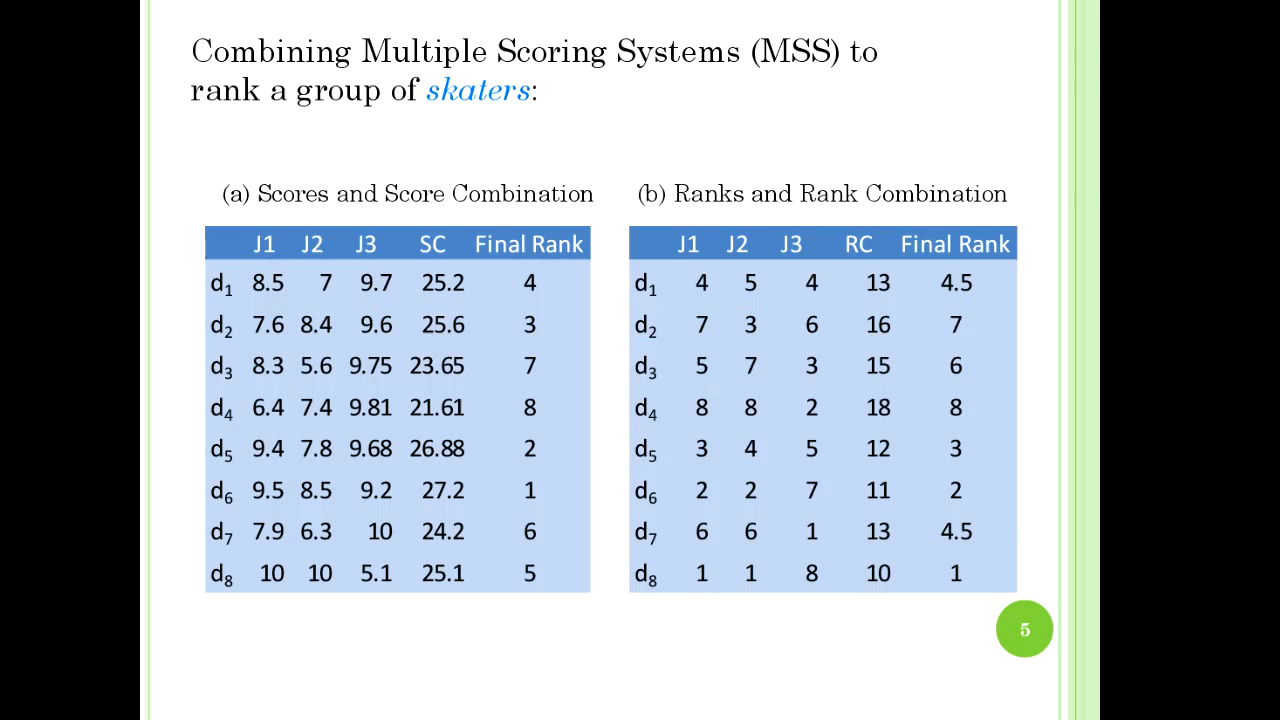 Combining Multiple Scoring Systems (MSS) to
rank a group of skaters:
(a) Scores and Score Combination
J1 J2 J3 SC Final Rank
d1 8.5 7 9.7 25.2 4
d2 7.6 8.4 9.6 25.6 3
d3 8.3 5.6 9.75 23.65 7
d4 6.4 7.4 9.81 21.61 8
d5 9.4 7.8 9.68 26.88 2
d6 9.5 8.5 9.2 27.2 1
d7 7.9 6.3 10 24.2 6
d8 10 10 5.1 25.1 5
(b) Ranks and Rank Combination
J1 J2 J3 RC Final Rank
d1 4 5 4 13 4.5
d2 7 3 6 16 7
d3 5 7 3 15 6
d4 8 8 2 18 8
d5 3 4 5 12 3
d6 2 2 7 11 2
d7 6 6 1 13 4.5
d8 1 1 8 10 1
5